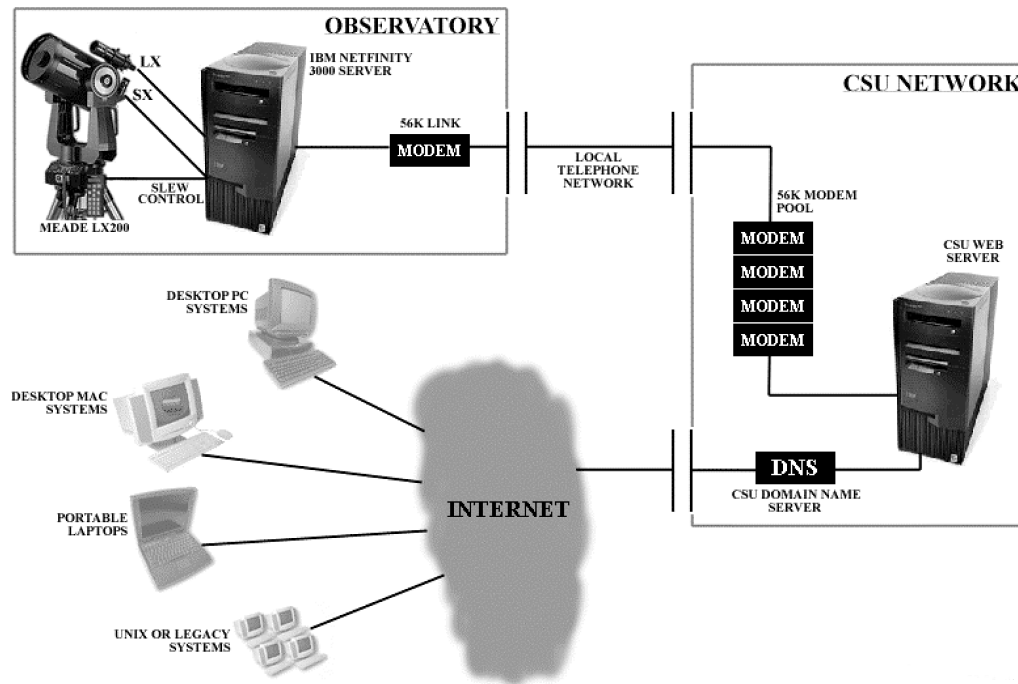 OBSERVATORY
LX
SX
IBM NETFINITY
3000 SERVER
56K LINK
MODEM
SLEW
CONTROL
MEADE LX200
LOCAL
TELEPHONE
NETWORK
CSU NETWORK
56K MODEM
POOL
MODEM
MODEM
MODEM
MODEM
CSU WEB
SERVER
DESKTOP PC
SYSTEMS
DESKTOP MAC
SYSTEMS
PORTABLE
LAPTOPS
UNIX OR LEGACY
SYSTEMS
INTERNET
DNS
CSU DOMAIN NAME
SERVER